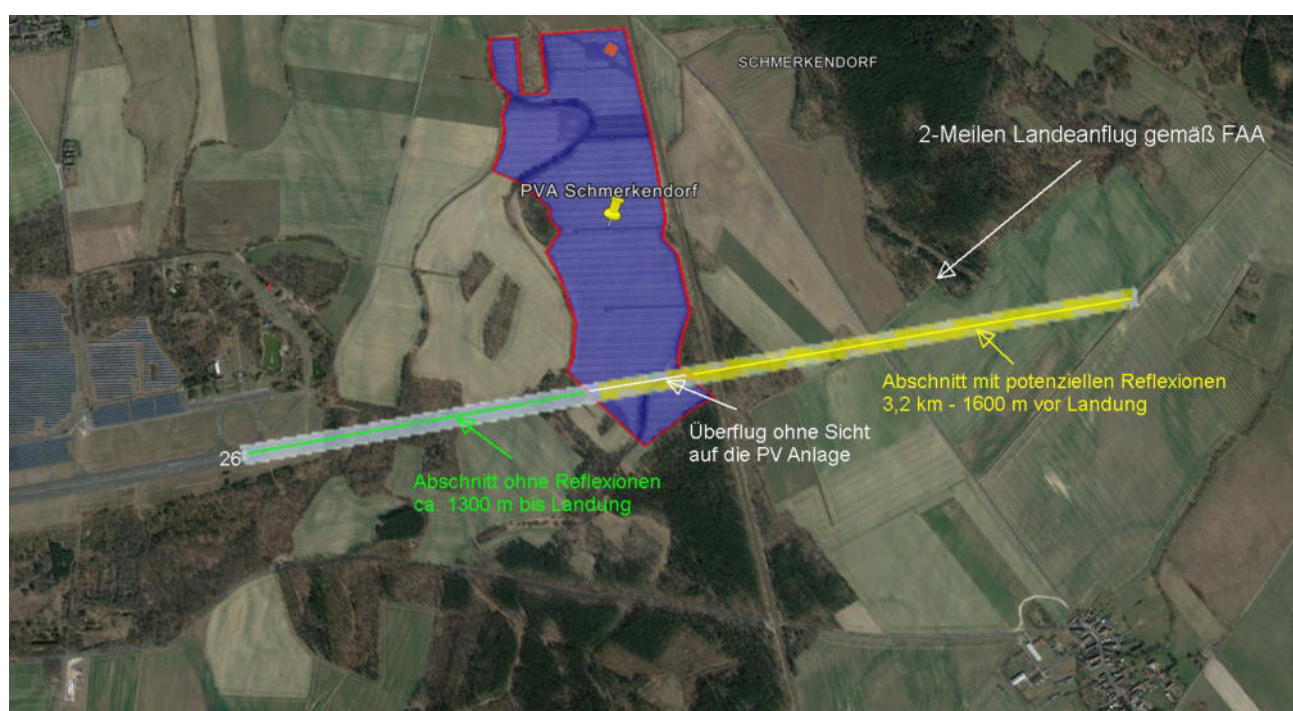 SCHMERKENDORF
2-Meilen Landeanflug gemäß FAA
PVA Schmerkendorf
Abschnitt mit potenziellen Reflexionen
3,2 km - 1600 m vor Landung
Überflug ohne Sicht
auf die PV Anlage
26
Abschnitt ohne Reflexionen
ca. 1300 m bis Landung